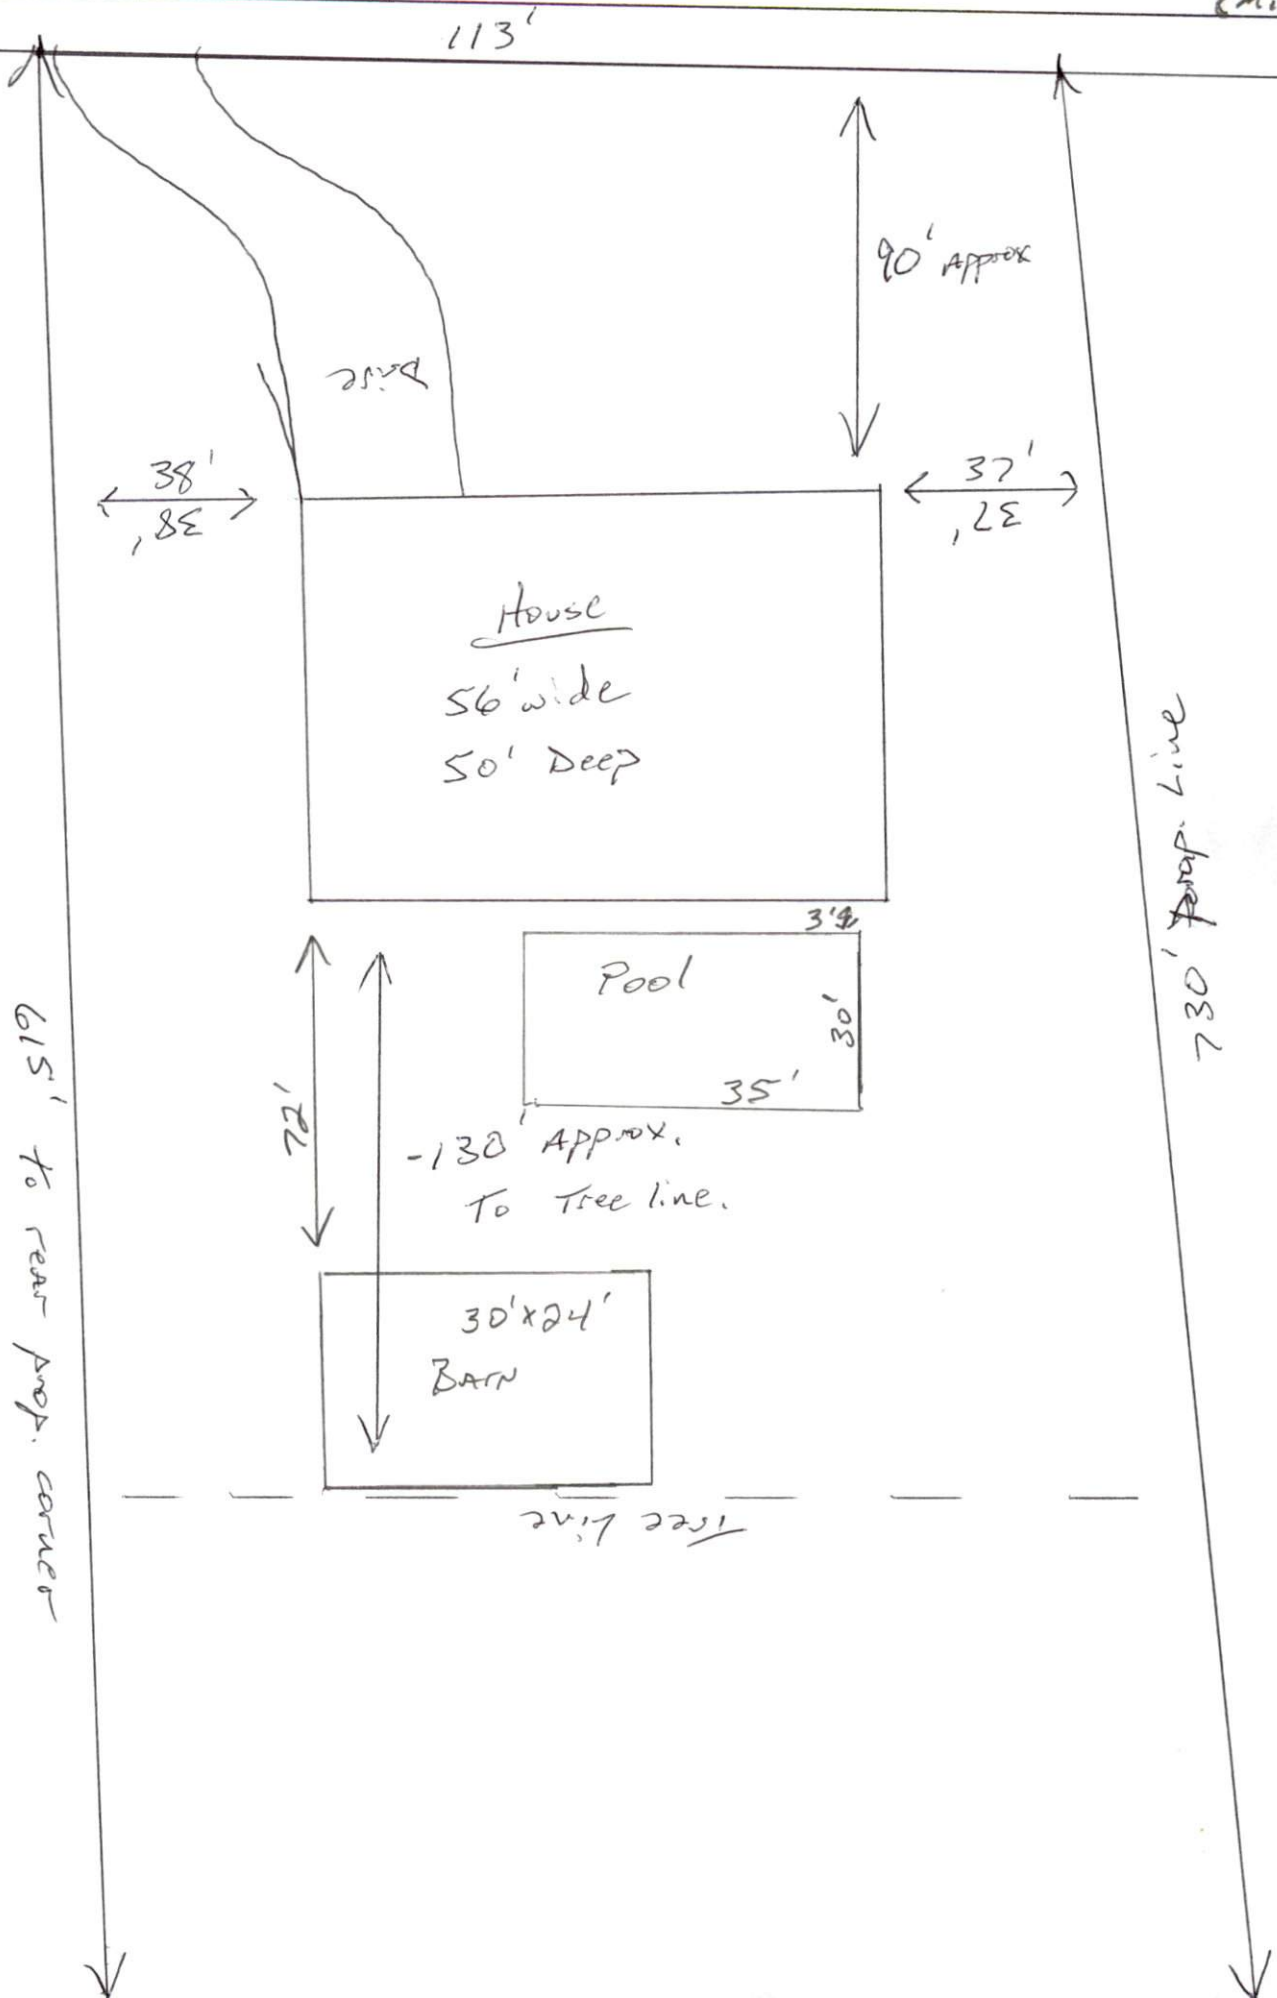 113'
90' Approx
Drive
38'
38'
37'
37'
House
56' wide
50' Deep
730' Prop. Line
3'
Pool
30'
35'
615' to rear prop. corner
72'
-130' Approx.
To Tree line.
30'x24'
Barn
Tree Line